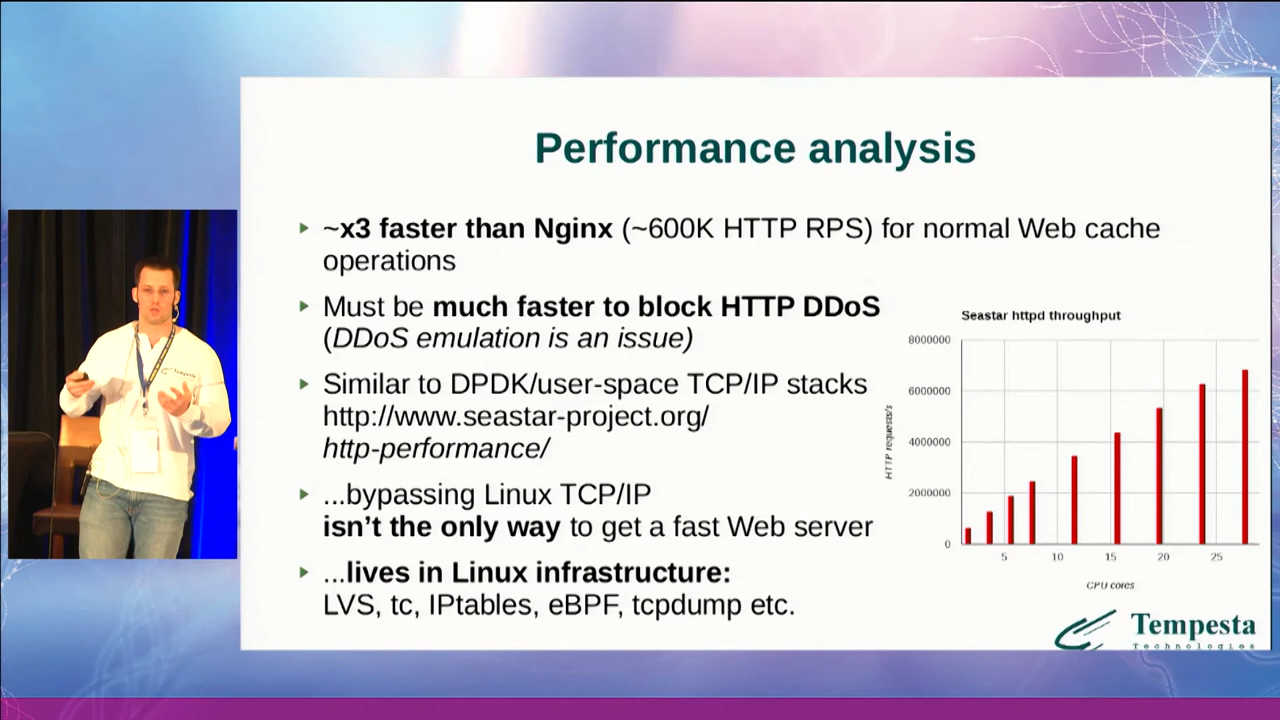 Performance analysis
~x3 faster than Nginx (~600K HTTP RPS) for normal Web cache
operations
Must be much faster to block HTTP DDoS
(DDoS emulation is an issue)
Similar to DPDK/user-space TCP/IP stacks
http://www.seastar-project.org/
http-performance/
...bypassing Linux TCP/IP
isn’t the only way to get a fast Web server
...lives in Linux infrastructure:
LVS, tc, IPtables, eBPF, tcpdump etc.
Seastar httpd throughput
8000000
6000000
4000000
2000000
0
HTTP requests/s
5 10 15 20 25
CPU cores
Tempesta
Technologies
Tempesta